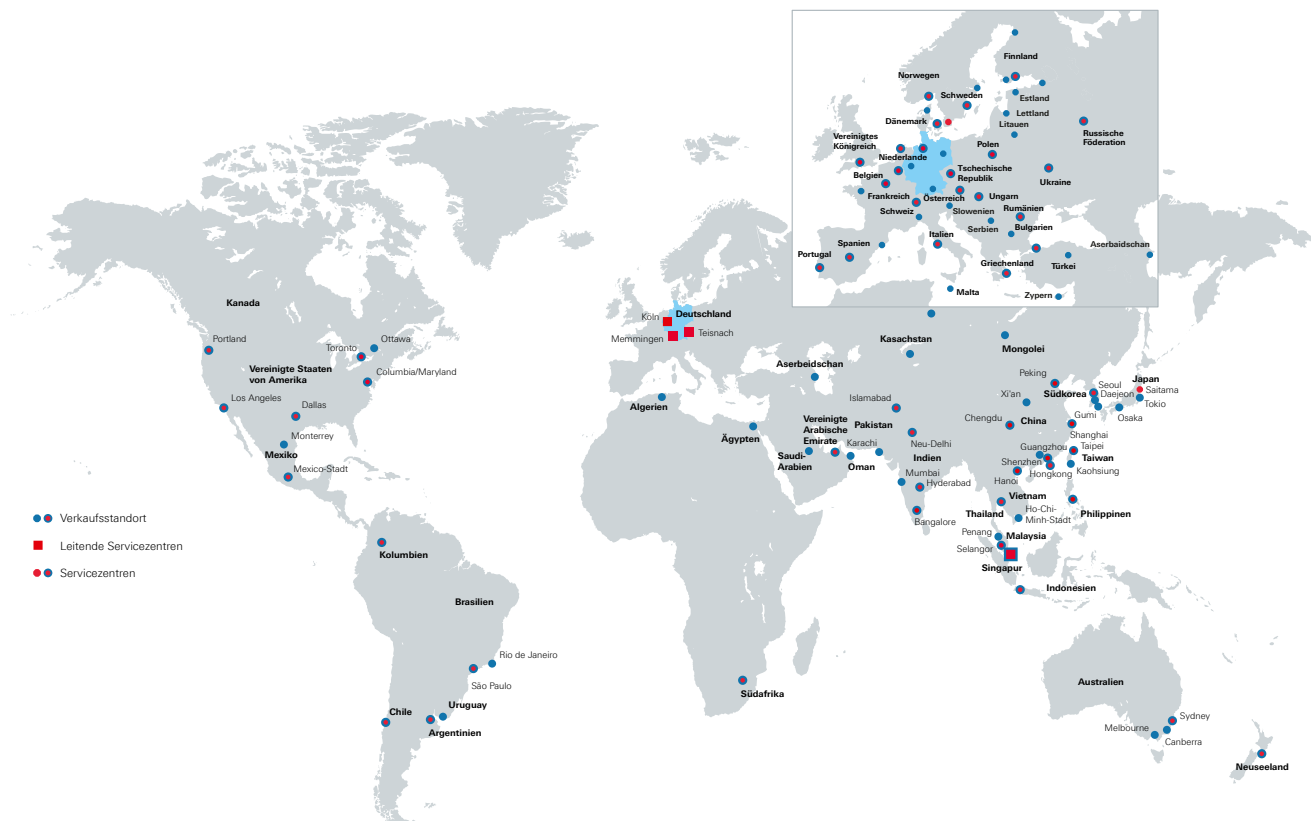 Finnland
Norwegen
Schweden
Estland
Lettland
Dänemark
Litauen
Russische
Föderation
Vereinigtes
Königreich
Polen
Niederlande
Tschechische
Republik
Belgien
Ukraine
Frankreich
Österreich
Ungarn
Schweiz
Slowenien
Rumänien
Serbien
Bulgarien
Italien
Spanien
Aserbaidschan
Portugal
Griechenland
Türkei
Malta
Zypern
Kanada
Köln
Deutschland
Memmingen
Teisnach
Portland
Toronto
Ottawa
Vereinigte Staaten
von Amerika
Columbia/Maryland
Los Angeles
Dallas
Monterrey
Mexiko
Mexico-Stadt
Kasachstan
Mongolei
Aserbeidschan
Peking
Seoul
Japan
Saitama
Südkorea
Daejeon
Tokio
Algerien
Islamabad
Xi'an
Gumi
Osaka
Ägypten
Vereinigte
Arabische
Emirate
Pakistan
Chengdu
China
Shanghai
Karachi
Neu-Delhi
Guangzhou
Taipei
Saudi-
Arabien
Oman
Indien
Shenzhen
Taiwan
Mumbai
Hongkong
Kaohsiung
Hyderabad
Hanoi
Vietnam
Bangalore
Thailand
Ho-Chi-
Minh-Stadt
Philippinen
Penang
Malaysia
Selangor
Singapur
Indonesien
Verkaufsstandort
Leitende Servicezentren
Servicezentren
Kolumbien
Brasilien
Rio de Janeiro
São Paulo
Chile
Uruguay
Argentinien
Südafrika
Australien
Sydney
Melbourne
Canberra
Neuseeland